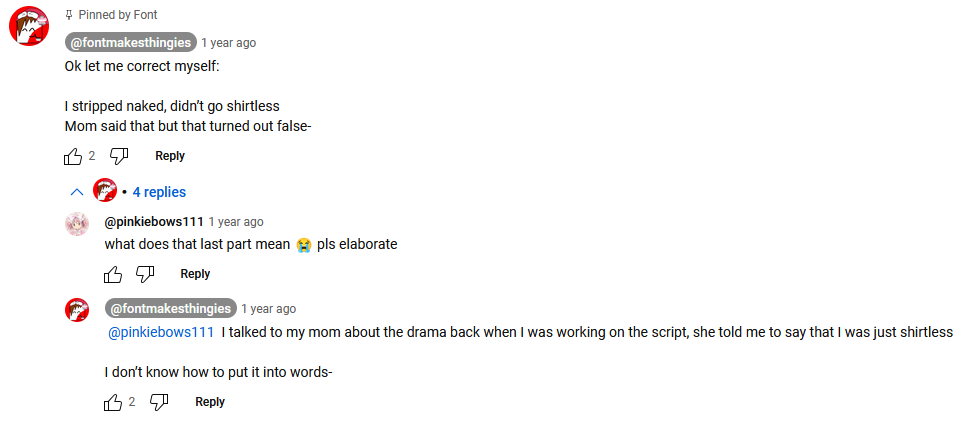 Pinned by Font
@fontmakesthingies 1 year ago
Ok let me correct myself:
I stripped naked, didn't go shirtless
Mom said that but that turned out false-
2 Reply
• 4 replies
@pinkiebows111 1 year ago
what does that last part mean 😭 pls elaborate
Reply
@fontmakesthingies 1 year ago
@pinkiebows111 I talked to my mom about the drama back when I was working on the script, she told me to say that I was just shirtless
I don't know how to put it into words-
2 Reply